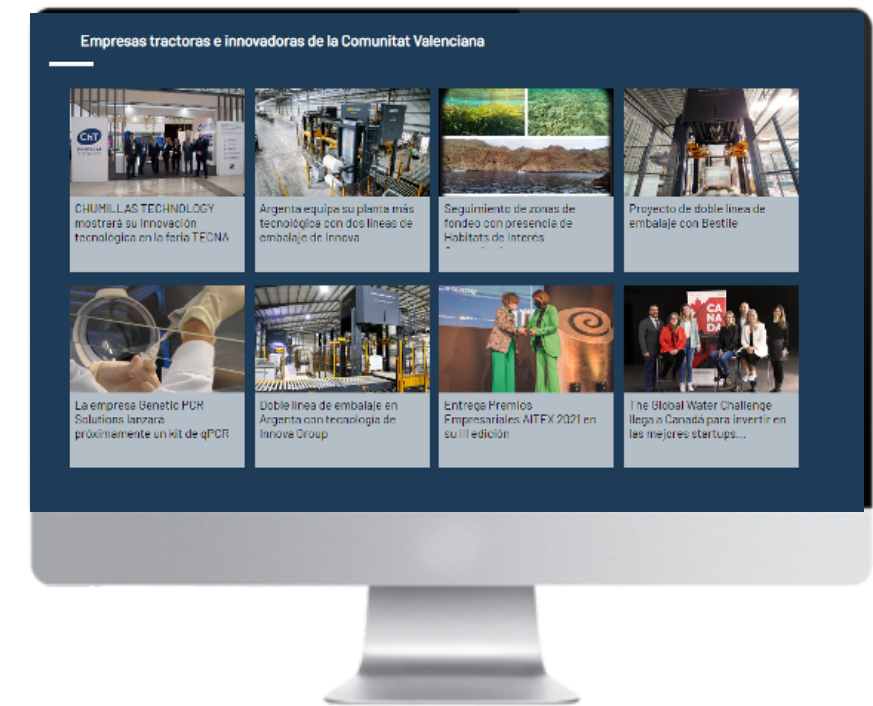 Empresas tractoras e innovadoras de la Comunitat Valenciana
ChT
CHUMILLAS TECHNOLOGY
mostrará su innovación
tecnológica en la feria TECNA
Argenta equipa su planta más
tecnológica con dos líneas de
embalaje de Innova
Seguimiento de zonas de
fondeo con presencia de
Hábitats de Interés
Proyecto de doble línea de
embalaje con Bestile
CA
NA
DA
La empresa Genetic PCR
Solutions lanzará
próximamente un kit de qPCR
Doble línea de embalaje en
Argenta con tecnología de
Innova Group
Entrega Premios
Empresariales AITEX 2021 en
su III edición
The Global Water Challenge
llega a Canadá para invertir en
las mejores startups...